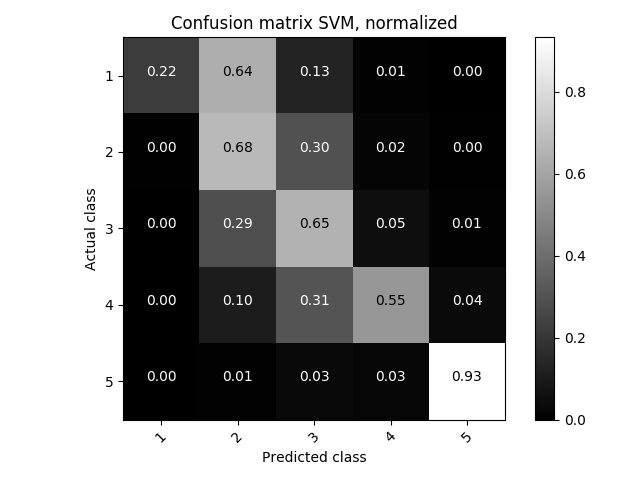 Confusion matrix SVM, normalized
Actual class
1 0.22 0.64 0.13 0.01 0.00
2 0.00 0.68 0.30 0.02 0.00
3 0.00 0.29 0.65 0.05 0.01
4 0.00 0.10 0.31 0.55 0.04
5 0.00 0.01 0.03 0.03 0.93
1 2 3 4 5
Predicted class
0.8
0.6
0.4
0.2
0.0